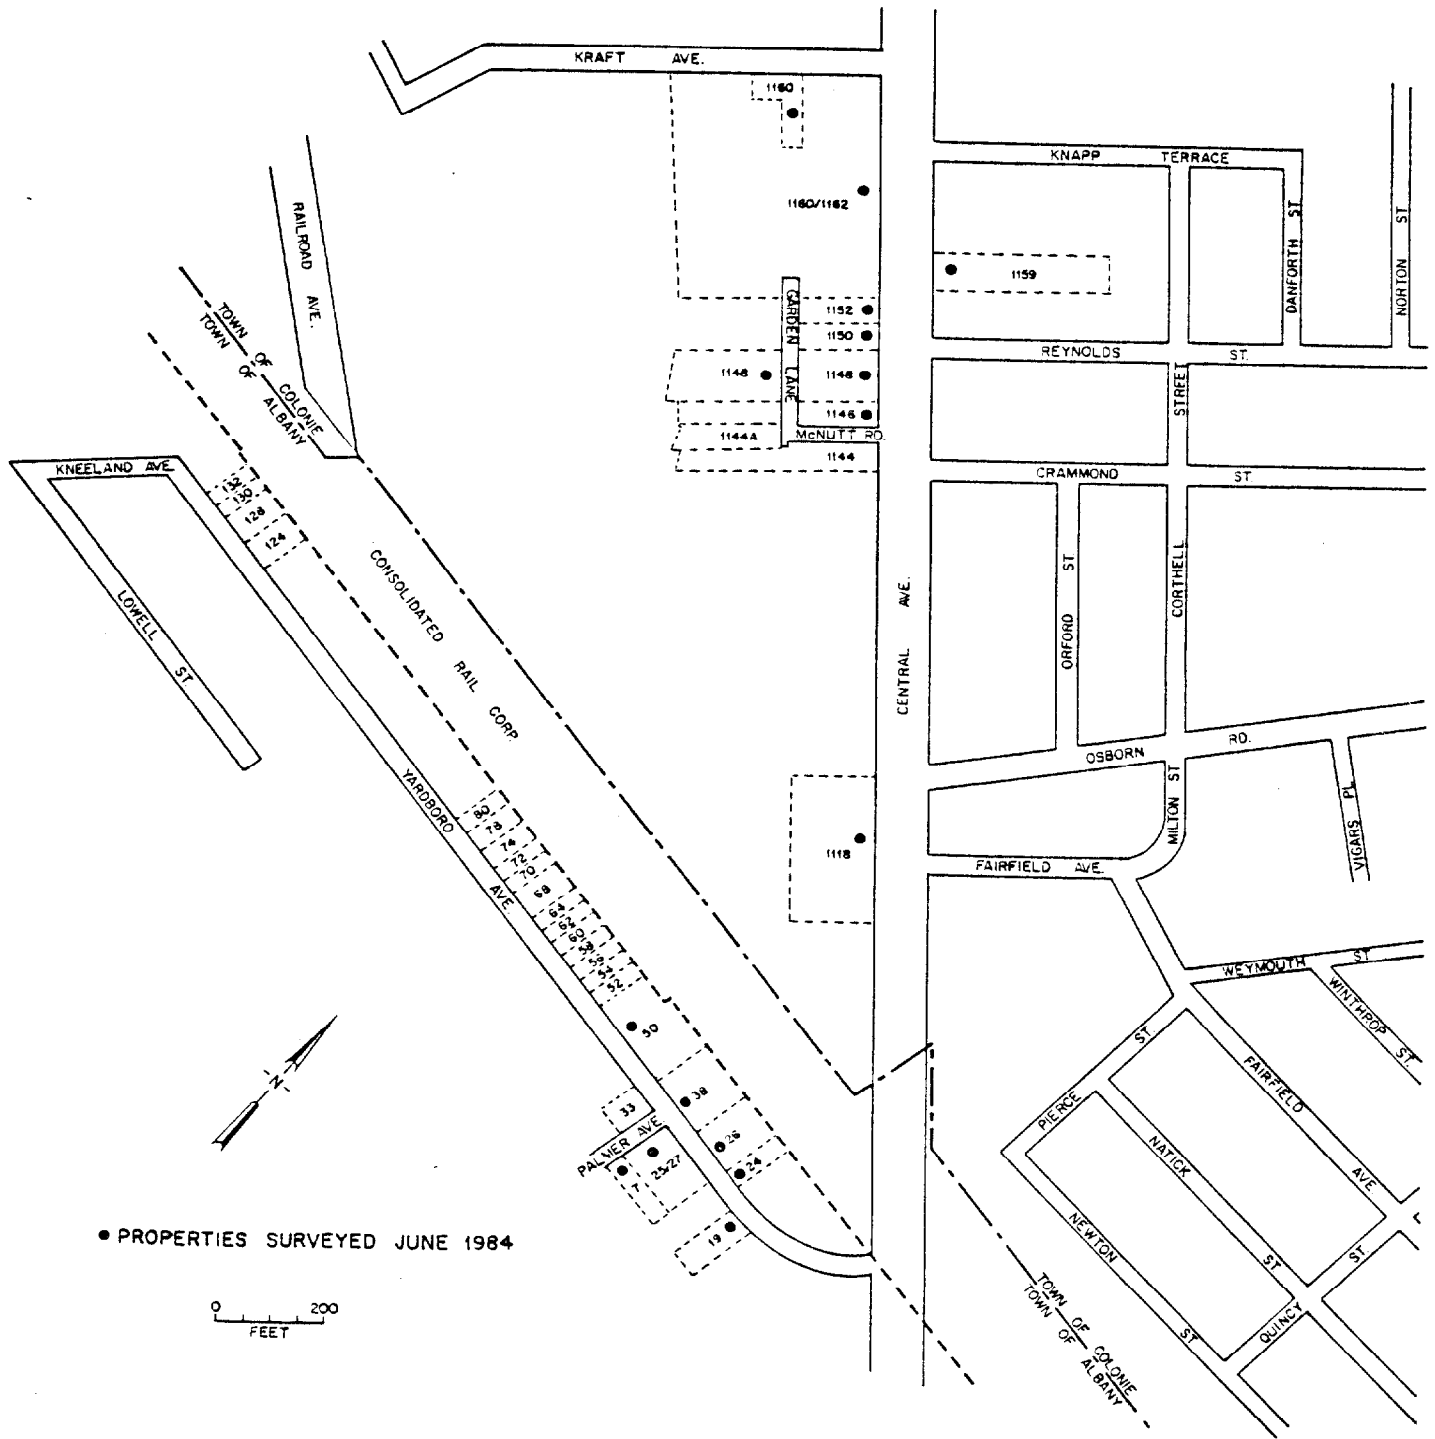 KRAFT AVE.
1160
KNAPP TERRACE
1160/1162
RAILROAD AVE.
DANFORTH ST
NORTON ST
1159
TOWN OF COLONIE
TOWN OF ALBANY
GARDEN LANE
1152
1150
REYNOLDS ST.
1148
1148
STREET
1146
1144A
McNUTT RD.
1144
KNEELAND AVE.
CRAMMOND ST
128
124
CONSOLIDATED RAIL CORP.
LOWELL ST.
CENTRAL AVE.
ORFORD ST
CORTHELL
OSBORN RD.
YARDBORO AVE.
MILTON ST
VIGARS PL
80
78
74
72
70
68
64
62
52
50
1118
FAIRFIELD AVE.
WEYMOUTH ST
WINTHROP ST.
N
38
33
PALMER AVE.
26
25/27
24
7
19
PIERCE ST.
FAIRFIELD AVE
NATICK ST
NEWTON ST
QUINCY ST.
TOWN OF COLONIE
TOWN OF ALBANY
PROPERTIES SURVEYED JUNE 1984
0 200
FEET